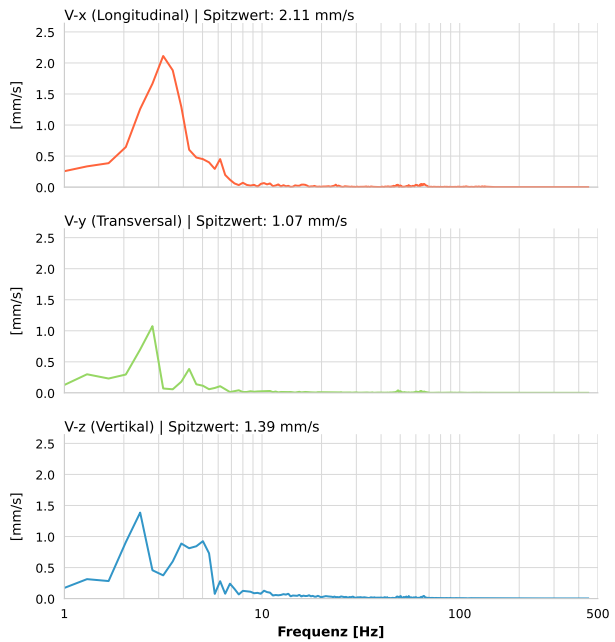 V-x (Longitudinal) | Spitzwert: 2.11 mm/s
2.5
2.0
1.5
1.0
0.5
0.0
[mm/s]
V-y (Transversal) | Spitzwert: 1.07 mm/s
2.5
2.0
1.5
1.0
0.5
0.0
[mm/s]
V-z (Vertikal) | Spitzwert: 1.39 mm/s
2.5
2.0
1.5
1.0
0.5
0.0
[mm/s]
1 10 100 500
Frequenz [Hz]